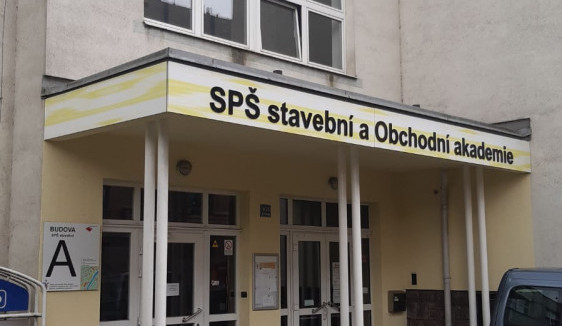 SPŠ stavební a Obchodní akademie
BUDOVA
SPŠ stavební
A